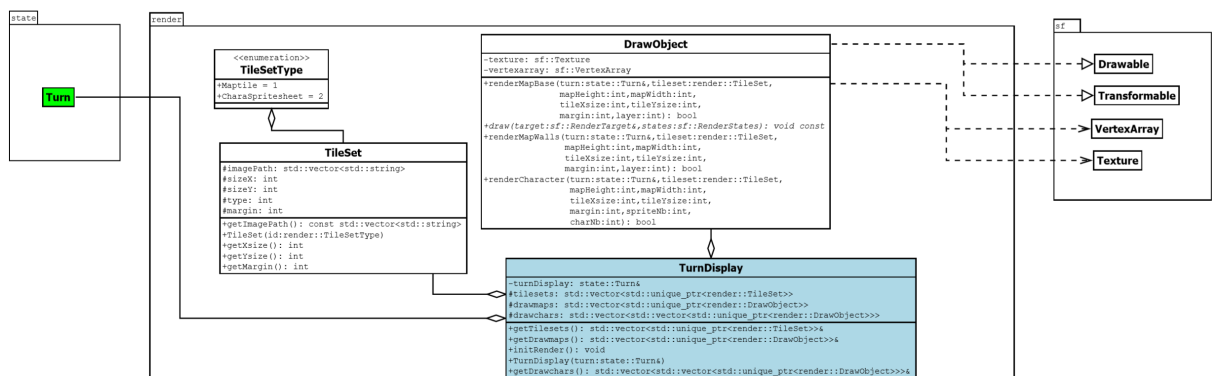 state
Turn
render
<<enumeration>>
TileSetType
+Maptile = 1
+CharaSpritesheet = 2
TileSet
#imagePath: std::vector<std::string>
#sizeX: int
#sizeY: int
#type: int
#margin: int
+getImagePath(): const std::vector<std::string>
+TileSet(id:render::TileSetType)
+getXsize(): int
+getYsize(): int
+getMargin(): int
DrawObject
-texture: sf::Texture
-vertexarray: sf::VertexArray
+renderMapBase(turn:state::Turn&,tileset:render::TileSet,
mapHeight:int,mapWidth:int,
tileXsize:int,tileYsize:int,
margin:int,layer:int): bool
+draw(target:sf::RenderTarget&,states:sf::RenderStates): void const
+renderMapWalls(turn:state::Turn&,tileset:render::TileSet,
mapHeight:int,mapWidth:int,
tileXsize:int,tileYsize:int,
margin:int,layer:int): bool
+renderCharacter(turn:state::Turn&,tileset:render::TileSet,
mapHeight:int,mapWidth:int,
tileXsize:int,tileYsize:int,
margin:int,spriteNb:int,
charNb:int): bool
TurnDisplay
-turnDisplay: state::Turn&
#tilesets: std::vector<std::unique_ptr<render::TileSet>>
#drawmaps: std::vector<std::unique_ptr<render::DrawObject>>
#drawchars: std::vector<std::vector<std::unique_ptr<render::DrawObject>>>
+getTilesets(): std::vector<std::unique_ptr<render::TileSet>>&
+getDrawmaps(): std::vector<std::unique_ptr<render::DrawObject>>&
+initRender(): void
+TurnDisplay(turn:state::Turn&)
+getDrawchars(): std::vector<std::vector<std::unique_ptr<render::DrawObject>>>&
sf
Drawable
Transformable
VertexArray
Texture